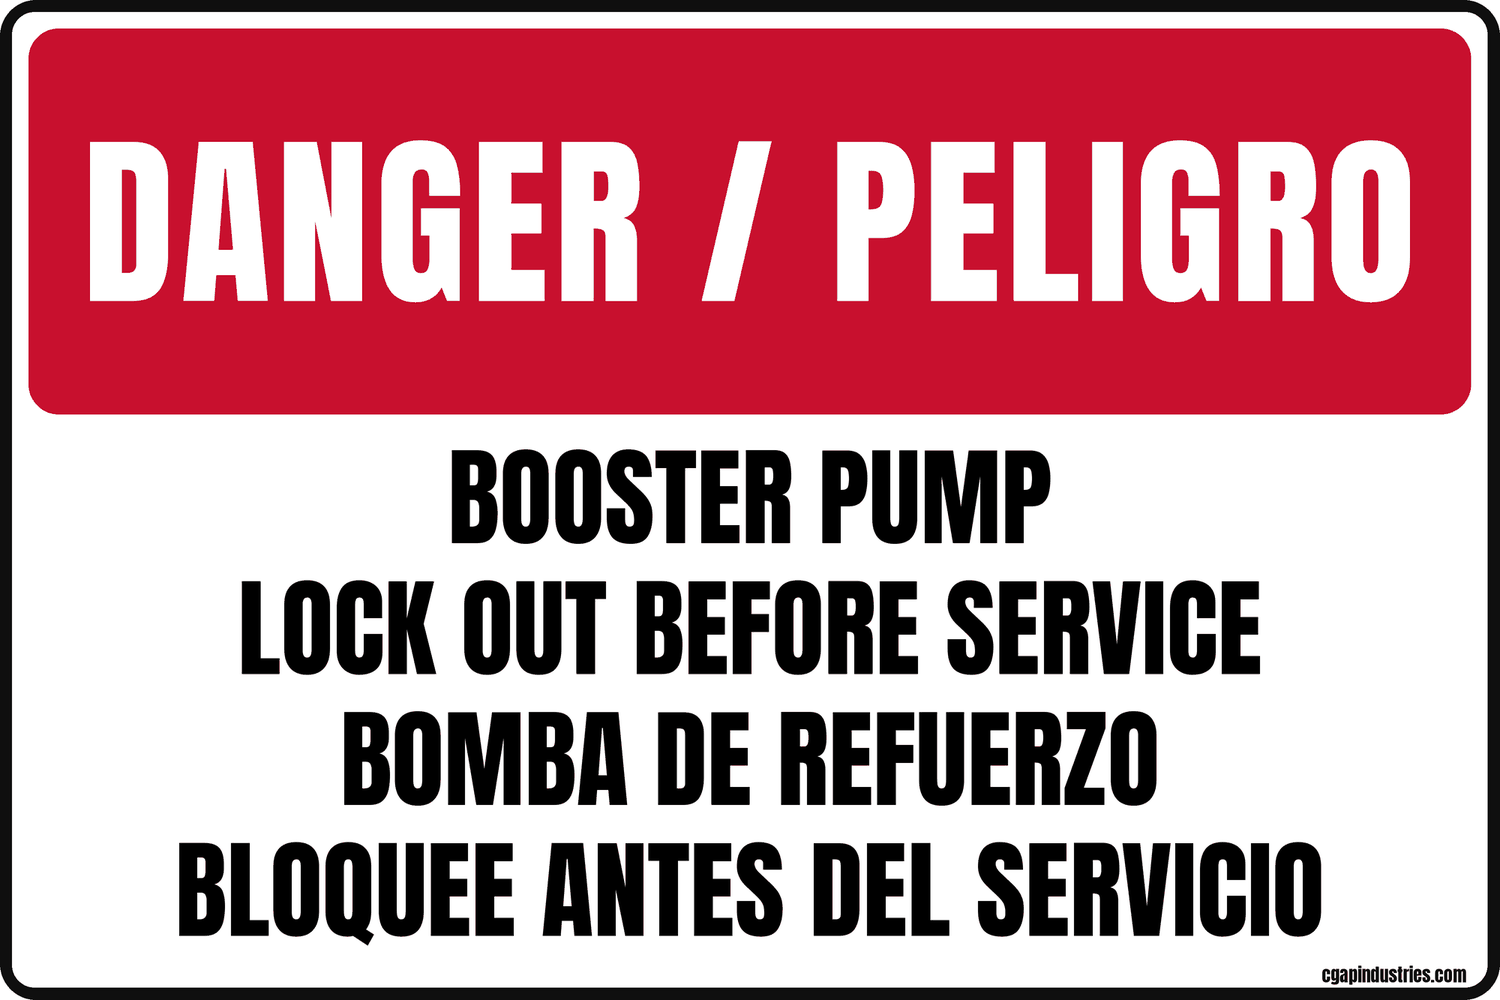 DANGER / PELIGRO
BOOSTER PUMP
LOCK OUT BEFORE SERVICE
BOMBA DE REFUERZO
BLOQUEE ANTES DEL SERVICIO
cgapindustries.com